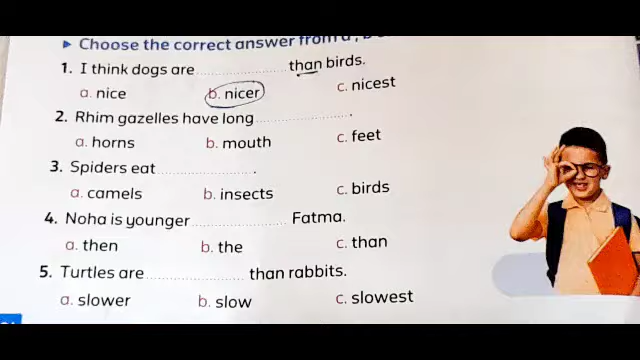 ▶ Choose the correct answer from a, b
1. I think dogs are .................... than birds.
a. nice b. nicer c. nicest
2. Rhim gazelles have long .................... .
a. horns b. mouth c. feet
3. Spiders eat .................... .
a. camels b. insects c. birds
4. Noha is younger .................... Fatma.
a. then b. the c. than
5. Turtles are .................... than rabbits.
a. slower b. slow c. slowest